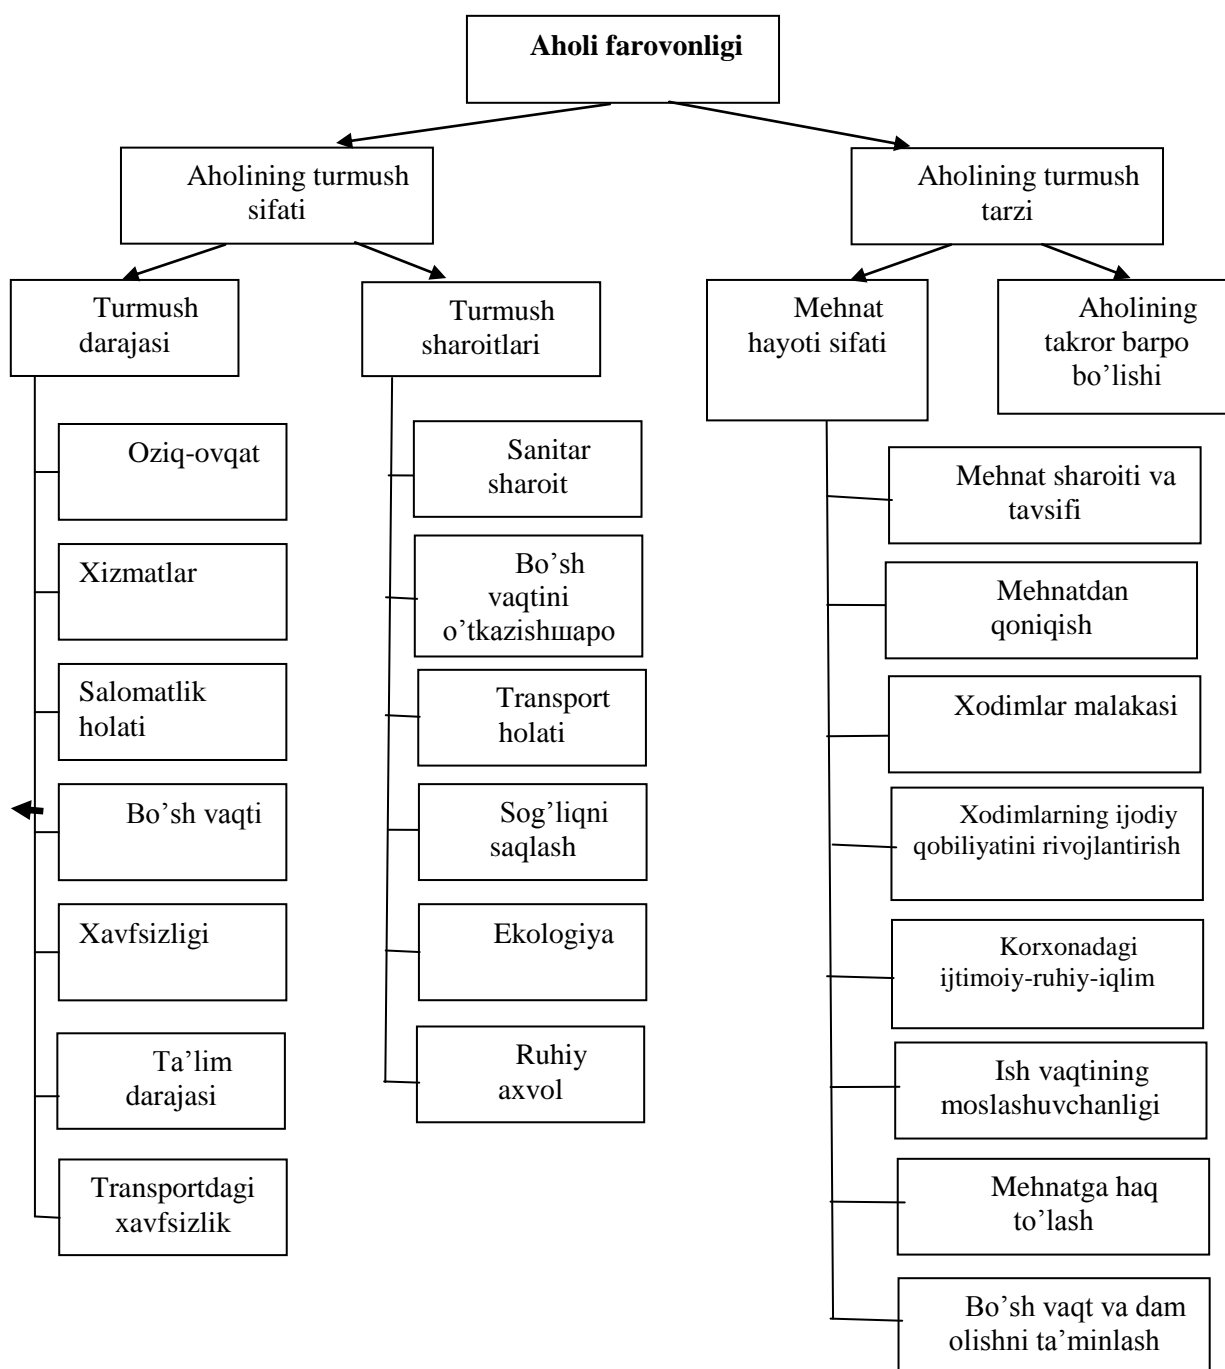 Aholi farovonligi
Aholining turmush
sifati
Aholining turmush
tarzi
Turmush
darajasi
Turmush
sharoitlari
Mehnat
hayoti sifati
Aholining
takror barpo
bo’lishi
Oziq-ovqat
Xizmatlar
Salomatlik
holati
Bo’sh vaqti
Xavfsizligi
Ta’lim
darajasi
Transportdagi
xavfsizlik
Sanitar
sharoit
Bo’sh
vaqtini
o’tkazishшаро
Transport
holati
Sog’liqni
saqlash
Ekologiya
Ruhiy
axvol
Mehnat sharoiti va
tavsifi
Mehnatdan
qoniqish
Xodimlar malakasi
Xodimlarning ijodiy
qobiliyatini rivojlantirish
Korxonadagi
ijtimoiy-ruhiy-iqlim
Ish vaqtining
moslashuvchanligi
Mehnatga haq
to’lash
Bo’sh vaqt va dam
olishni ta’minlash